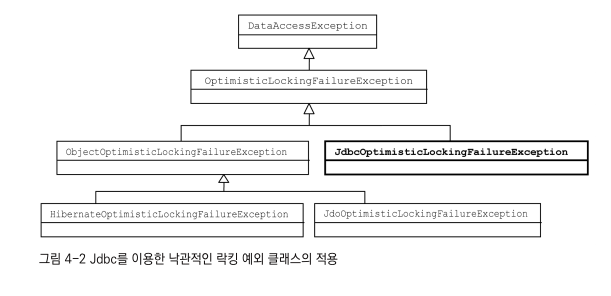 DataAccessException
OptimisticLockingFailureException
ObjectOptimisticLockingFailureException
JdbcOptimisticLockingFailureException
HibernateOptimisticLockingFailureException
JdoOptimisticLockingFailureException
그림 4-2 Jdbc를 이용한 낙관적인 락킹 예외 클래스의 적용